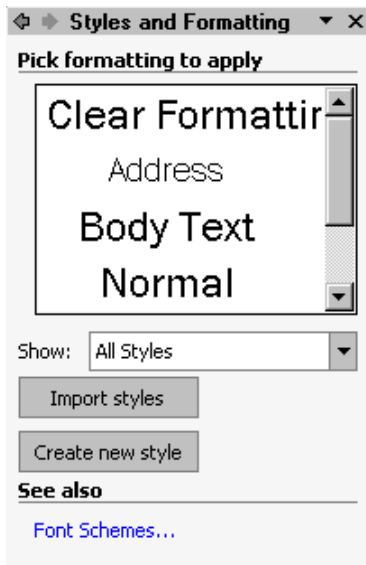 Styles and Formatting
Pick formatting to apply
Clear Formattin
Address
Body Text
Normal
Show: All Styles
Import styles
Create new style
See also
Font Schemes...